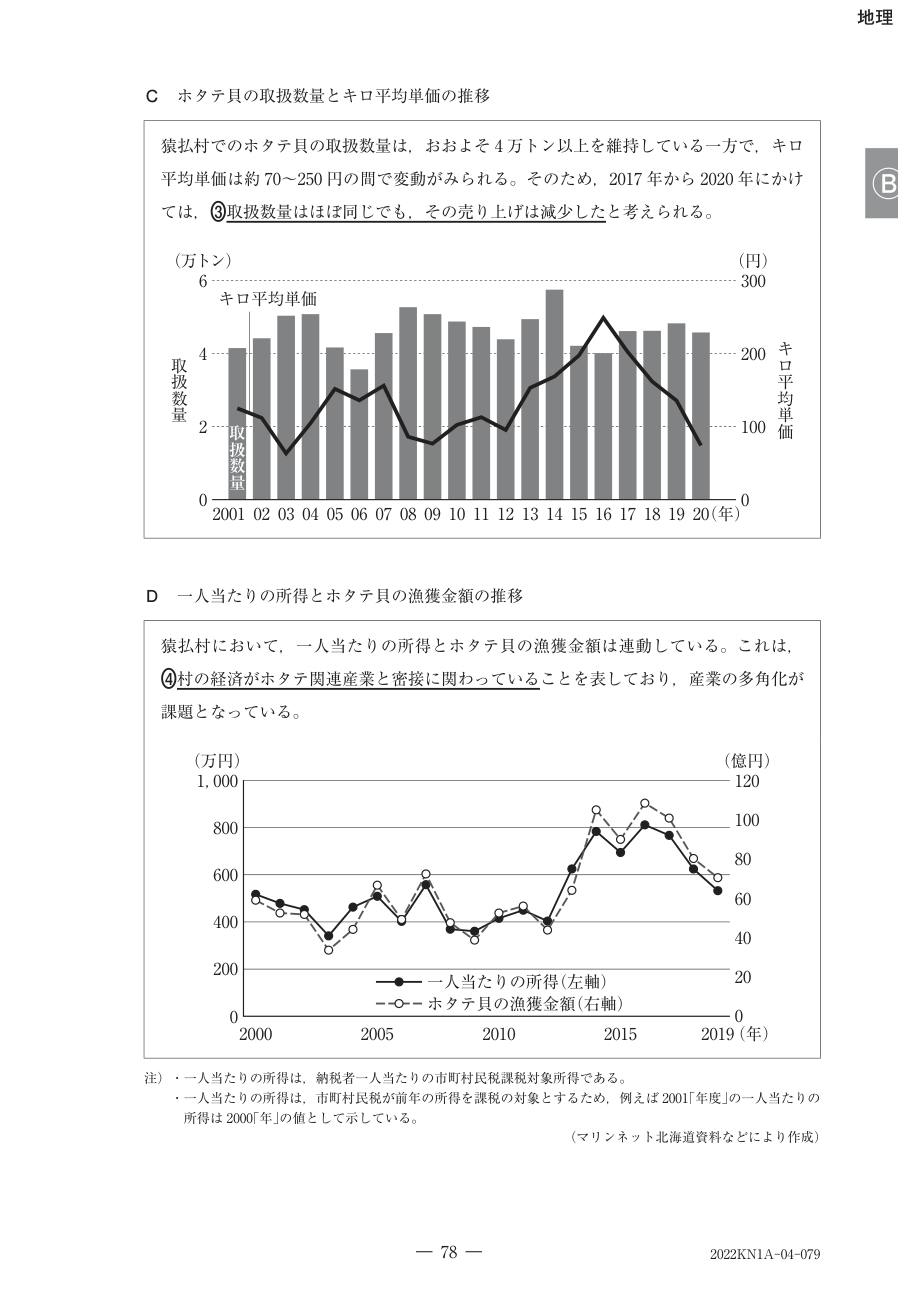 地理
C ホタテ貝の取扱数量とキロ平均単価の推移
猿払村でのホタテ貝の取扱数量は，おおよそ4万トン以上を維持している一方で，キロ
平均単価は約70～250円の間で変動がみられる。そのため，2017年から2020年にかけ
ては，③取扱数量はほぼ同じでも，その売り上げは減少したと考えられる。
Ⓑ
（万トン）
（円）
6
300
キロ平均単価
4
200
2
100
0
0
取扱数量
キロ平均単価
取扱数量
2001 02 03 04 05 06 07 08 09 10 11 12 13 14 15 16 17 18 19 20（年）
D 一人当たりの所得とホタテ貝の漁獲金額の推移
猿払村において，一人当たりの所得とホタテ貝の漁獲金額は連動している。これは，
④村の経済がホタテ関連産業と密接に関わっていることを表しており，産業の多角化が
課題となっている。
（万円）
（億円）
1,000
800
600
400
200
0
120
100
80
60
40
20
0
一人当たりの所得（左軸）
ホタテ貝の漁獲金額（右軸）
2000 2005 2010 2015 2019（年）
注）・一人当たりの所得は，納税者一人当たりの市町村民税課税対象所得である。
・一人当たりの所得は，市町村民税が前年の所得を課税の対象とするため，例えば2001「年度」の一人当たりの
所得は2000「年」の値として示している。
（マリンネット北海道資料などにより作成）
— 78 —
2022KN1A-04-079